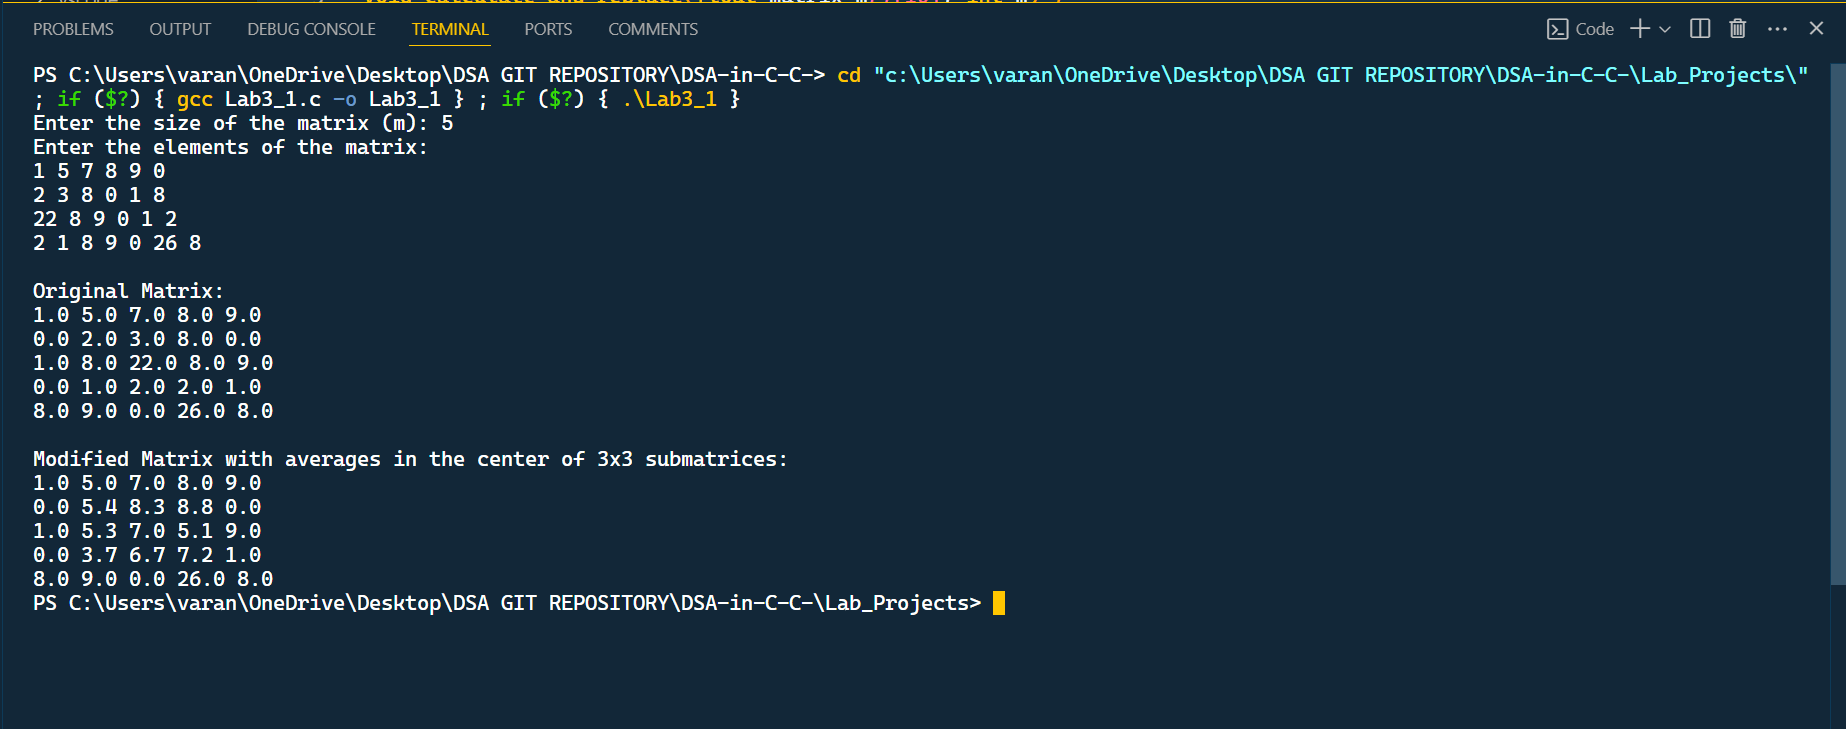 PROBLEMS OUTPUT DEBUG CONSOLE TERMINAL PORTS COMMENTS Code
PS C:\Users\varan\OneDrive\Desktop\DSA GIT REPOSITORY\DSA-in-C-C-> cd "c:\Users\varan\OneDrive\Desktop\DSA GIT REPOSITORY\DSA-in-C-C-\Lab_Projects\"
; if ($?) { gcc Lab3_1.c -o Lab3_1 } ; if ($?) { .\Lab3_1 }
Enter the size of the matrix (m): 5
Enter the elements of the matrix:
1 5 7 8 9 0
2 3 8 0 1 8
22 8 9 0 1 2
2 1 8 9 0 26 8
Original Matrix:
1.0 5.0 7.0 8.0 9.0
0.0 2.0 3.0 8.0 0.0
1.0 8.0 22.0 8.0 9.0
0.0 1.0 2.0 2.0 1.0
8.0 9.0 0.0 26.0 8.0
Modified Matrix with averages in the center of 3x3 submatrices:
1.0 5.0 7.0 8.0 9.0
0.0 5.4 8.3 8.8 0.0
1.0 5.3 7.0 5.1 9.0
0.0 3.7 6.7 7.2 1.0
8.0 9.0 0.0 26.0 8.0
PS C:\Users\varan\OneDrive\Desktop\DSA GIT REPOSITORY\DSA-in-C-C-\Lab_Projects>